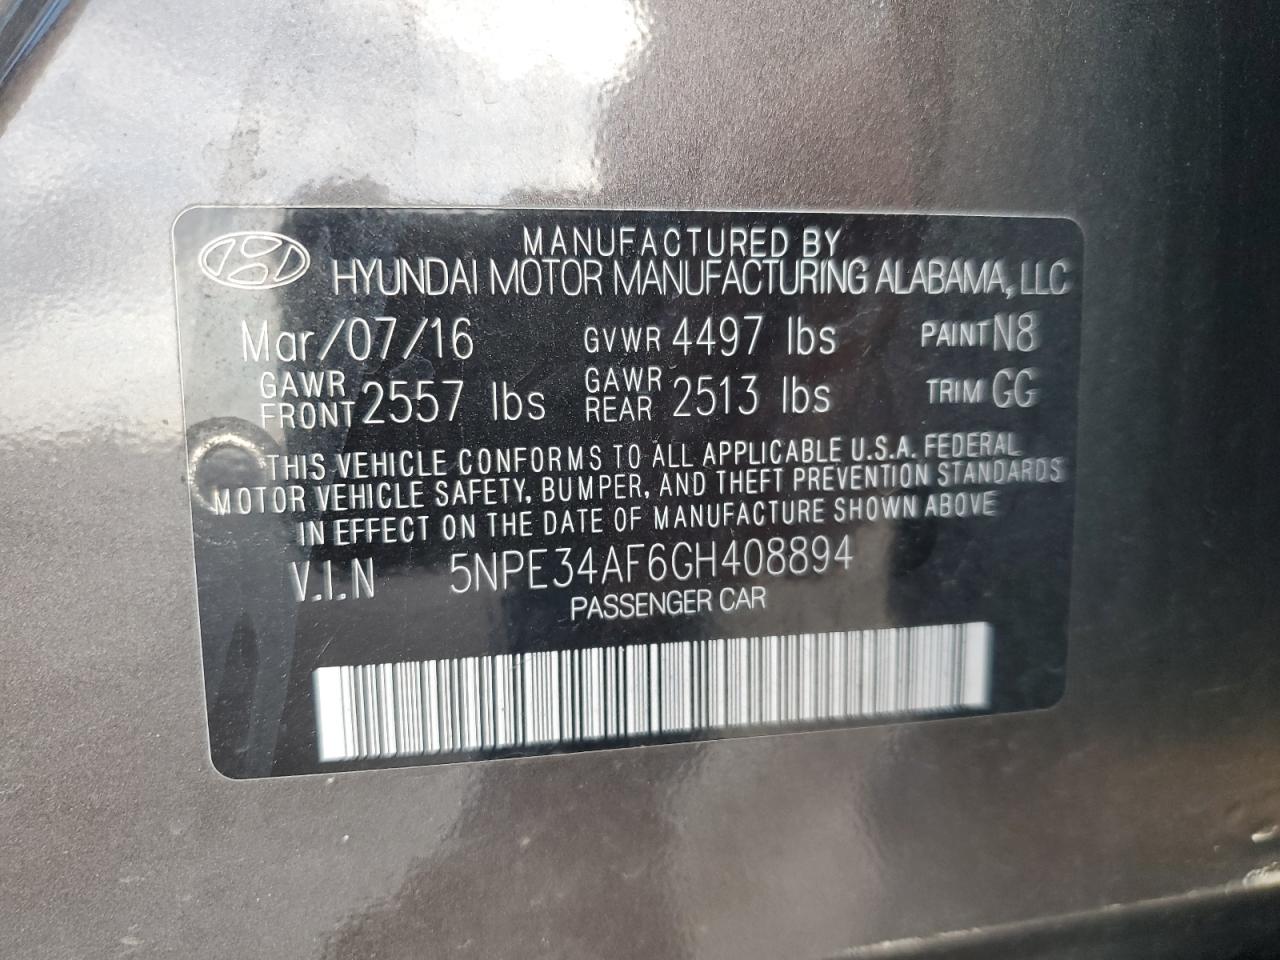 MANUFACTURED BY
HYUNDAI MOTOR MANUFACTURING ALABAMA, LLC
Mar/07/16 GVWR 4497 lbs PAINT N8
GAWR FRONT 2557 lbs GAWR REAR 2513 lbs TRIM GG
THIS VEHICLE CONFORMS TO ALL APPLICABLE U.S.A. FEDERAL
MOTOR VEHICLE SAFETY, BUMPER, AND THEFT PREVENTION STANDARDS
IN EFFECT ON THE DATE OF MANUFACTURE SHOWN ABOVE
V.I.N 5NPE34AF6GH408894
PASSENGER CAR